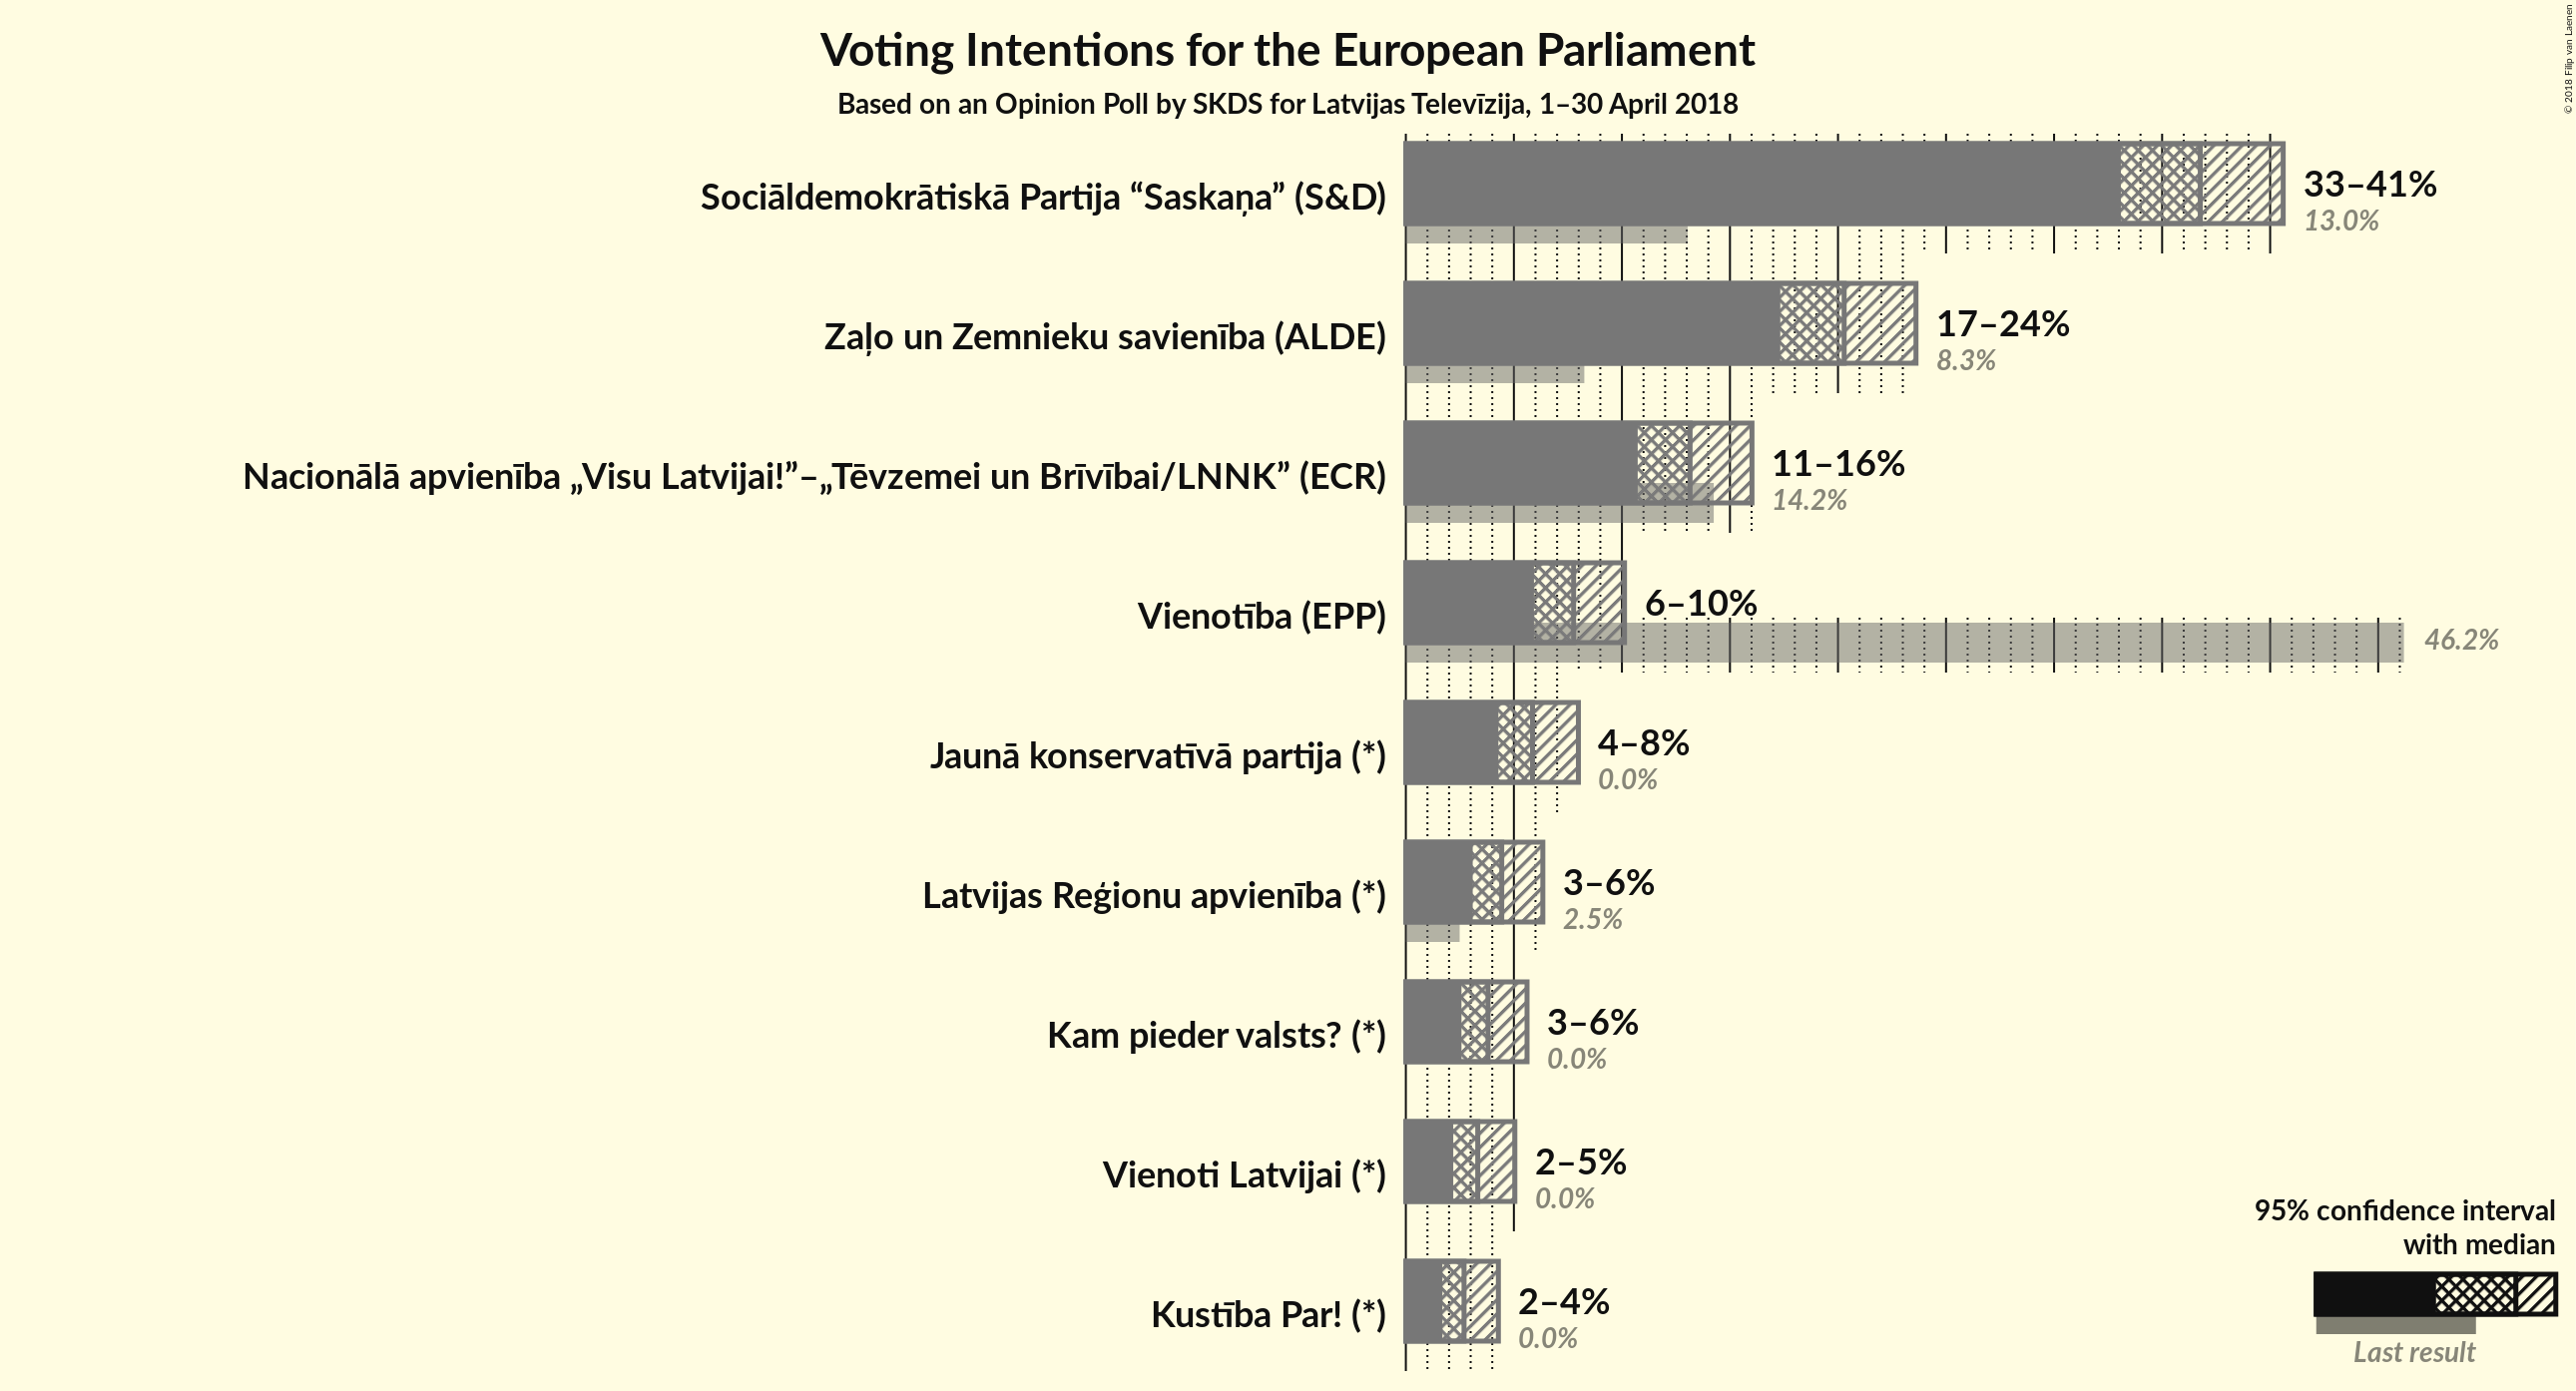 Voting Intentions for the European Parliament
Based on an Opinion Poll by SKDS for Latvijas Televīzija, 1–30 April 2018
© 2018 Filip van Laenen
Sociāldemokrātiskā Partija “Saskaņa” (S&D)
33–41%
13.0%
Zaļo un Zemnieku savienība (ALDE)
17–24%
8.3%
Nacionālā apvienība „Visu Latvijai!”–„Tēvzemei un Brīvībai/LNNK” (ECR)
11–16%
14.2%
Vienotība (EPP)
6–10%
46.2%
Jaunā konservatīvā partija (*)
4–8%
0.0%
Latvijas Reģionu apvienība (*)
3–6%
2.5%
Kam pieder valsts? (*)
3–6%
0.0%
Vienoti Latvijai (*)
2–5%
0.0%
Kustība Par! (*)
2–4%
0.0%
95% confidence interval
with median
Last result